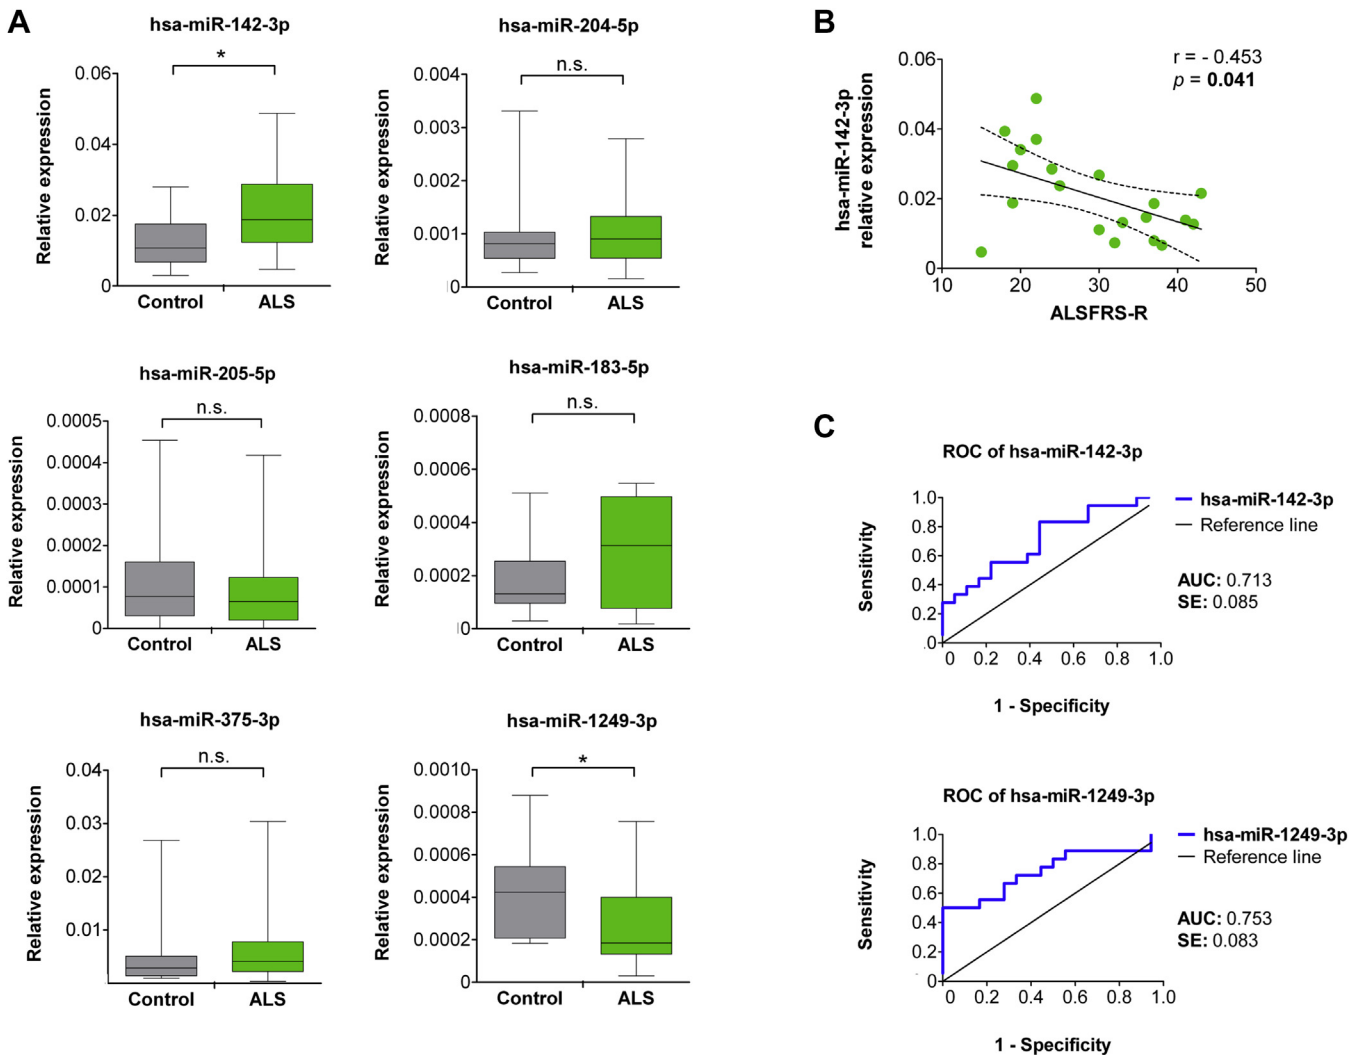 A
hsa-miR-142-3p
*
Relative expression
0.06
0.04
0.02
0
Control
ALS
hsa-miR-204-5p
n.s.
Relative expression
0.004
0.003
0.002
0.001
0
Control
ALS
hsa-miR-205-5p
n.s.
Relative expression
0.0005
0.0004
0.0003
0.0002
0.0001
0
Control
ALS
hsa-miR-183-5p
n.s.
Relative expression
0.0008
0.0006
0.0004
0.0002
0
Control
ALS
hsa-miR-375-3p
n.s.
Relative expression
0.04
0.03
0.02
0.01
Control
ALS
hsa-miR-1249-3p
*
Relative expression
0.0010
0.0008
0.0006
0.0004
0.0002
0
Control
ALS
B
r = - 0.453
p = 0.041
hsa-miR-142-3p
relative expression
0.06
0.04
0.02
0
10
20
30
40
50
ALSFRS-R
C
ROC of hsa-miR-142-3p
Sensitivity
1.0
0.8
0.6
0.4
0.2
.0
0
0.2
0.4
0.6
0.8
1.0
1 - Specificity
hsa-miR-142-3p
Reference line
AUC: 0.713
SE: 0.085
ROC of hsa-miR-1249-3p
Sensitivity
1.0
0.8
0.6
0.4
0.2
0
0
0.2
0.4
0.6
0.8
1.0
1 - Specificity
hsa-miR-1249-3p
Reference line
AUC: 0.753
SE: 0.083